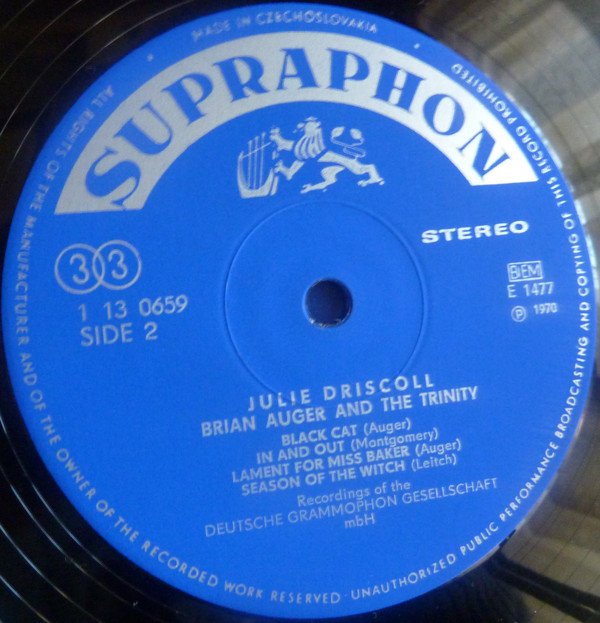 MADE IN CZECHOSLOVAKIA
ALL RIGHTS OF THE MANUFACTURER AND OF THE OWNER OF THE RECORDED WORK RESERVED · UNAUTHORIZED PUBLIC PERFORMANCE BROADCASTING AND COPYING OF THIS RECORD PROHIBITED
SUPRAPHON
STEREO
33
1 13 0659
SIDE 2
BIEM
E 1477
Ⓟ 1970
JULIE DRISCOLL
BRIAN AUGER AND THE TRINITY
BLACK CAT (Auger)
IN AND OUT (Montgomery)
LAMENT FOR MISS BAKER (Auger)
SEASON OF THE WITCH (Leitch)
Recordings of the
DEUTSCHE GRAMMOPHON GESELLSCHAFT
mbH